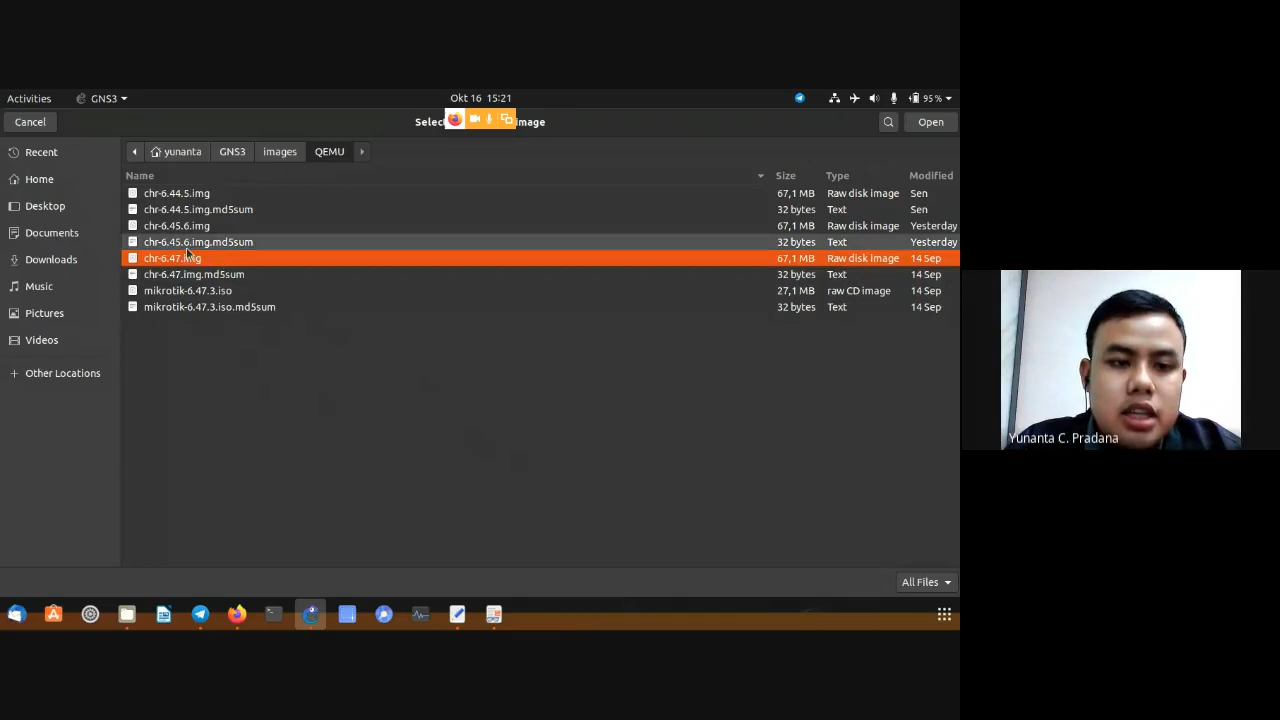 Activities GNS3 Okt 16 15:21 95%
Cancel Selec image Open
Recent
Home
Desktop
Documents
Downloads
Music
Pictures
Videos
Other Locations
yunanta GNS3 images QEMU
Name Size Type Modified
chr-6.44.5.img 67,1 MB Raw disk image Sen
chr-6.44.5.img.md5sum 32 bytes Text Sen
chr-6.45.6.img 67,1 MB Raw disk image Yesterday
chr-6.45.6.img.md5sum 32 bytes Text Yesterday
chr-6.47.img 67,1 MB Raw disk image 14 Sep
chr-6.47.img.md5sum 32 bytes Text 14 Sep
mikrotik-6.47.3.iso 27,1 MB raw CD image 14 Sep
mikrotik-6.47.3.iso.md5sum 32 bytes Text 14 Sep
All Files
Yunanta C. Pradana